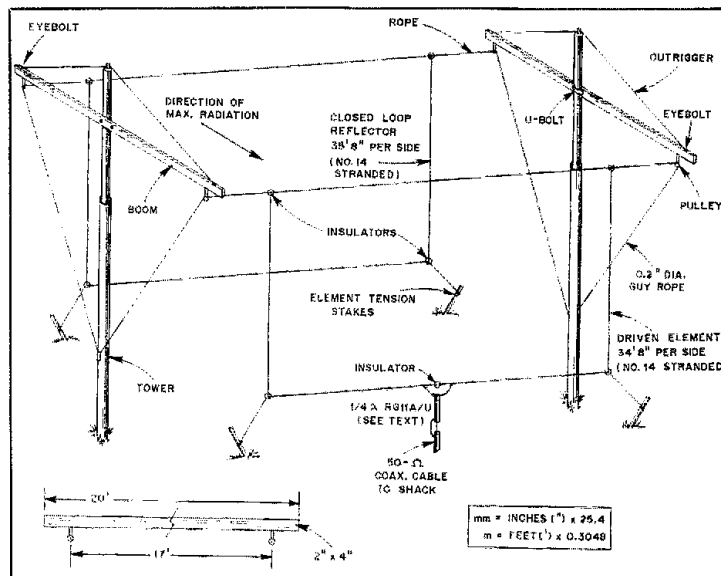 EYEBOLT
ROPE
OUTRIGGER
DIRECTION OF
MAX. RADIATION
CLOSED LOOP
REFLECTOR
35'8" PER SIDE
(NO. 14
STRANDED)
U-BOLT
EYEBOLT
BOOM
PULLEY
INSULATORS
0.2" DIA.
GUY ROPE
ELEMENT TENSION
STAKES
DRIVEN ELEMENT
34'8" PER SIDE
(NO. 14 STRANDED)
INSULATOR
TOWER
1/4 λ RG11A/U
(SEE TEXT)
50-Ω
COAX. CABLE
TO SHACK
20'
17'
2" x 4"
mm = INCHES (") x 25.4
m = FEET(') x 0.3048